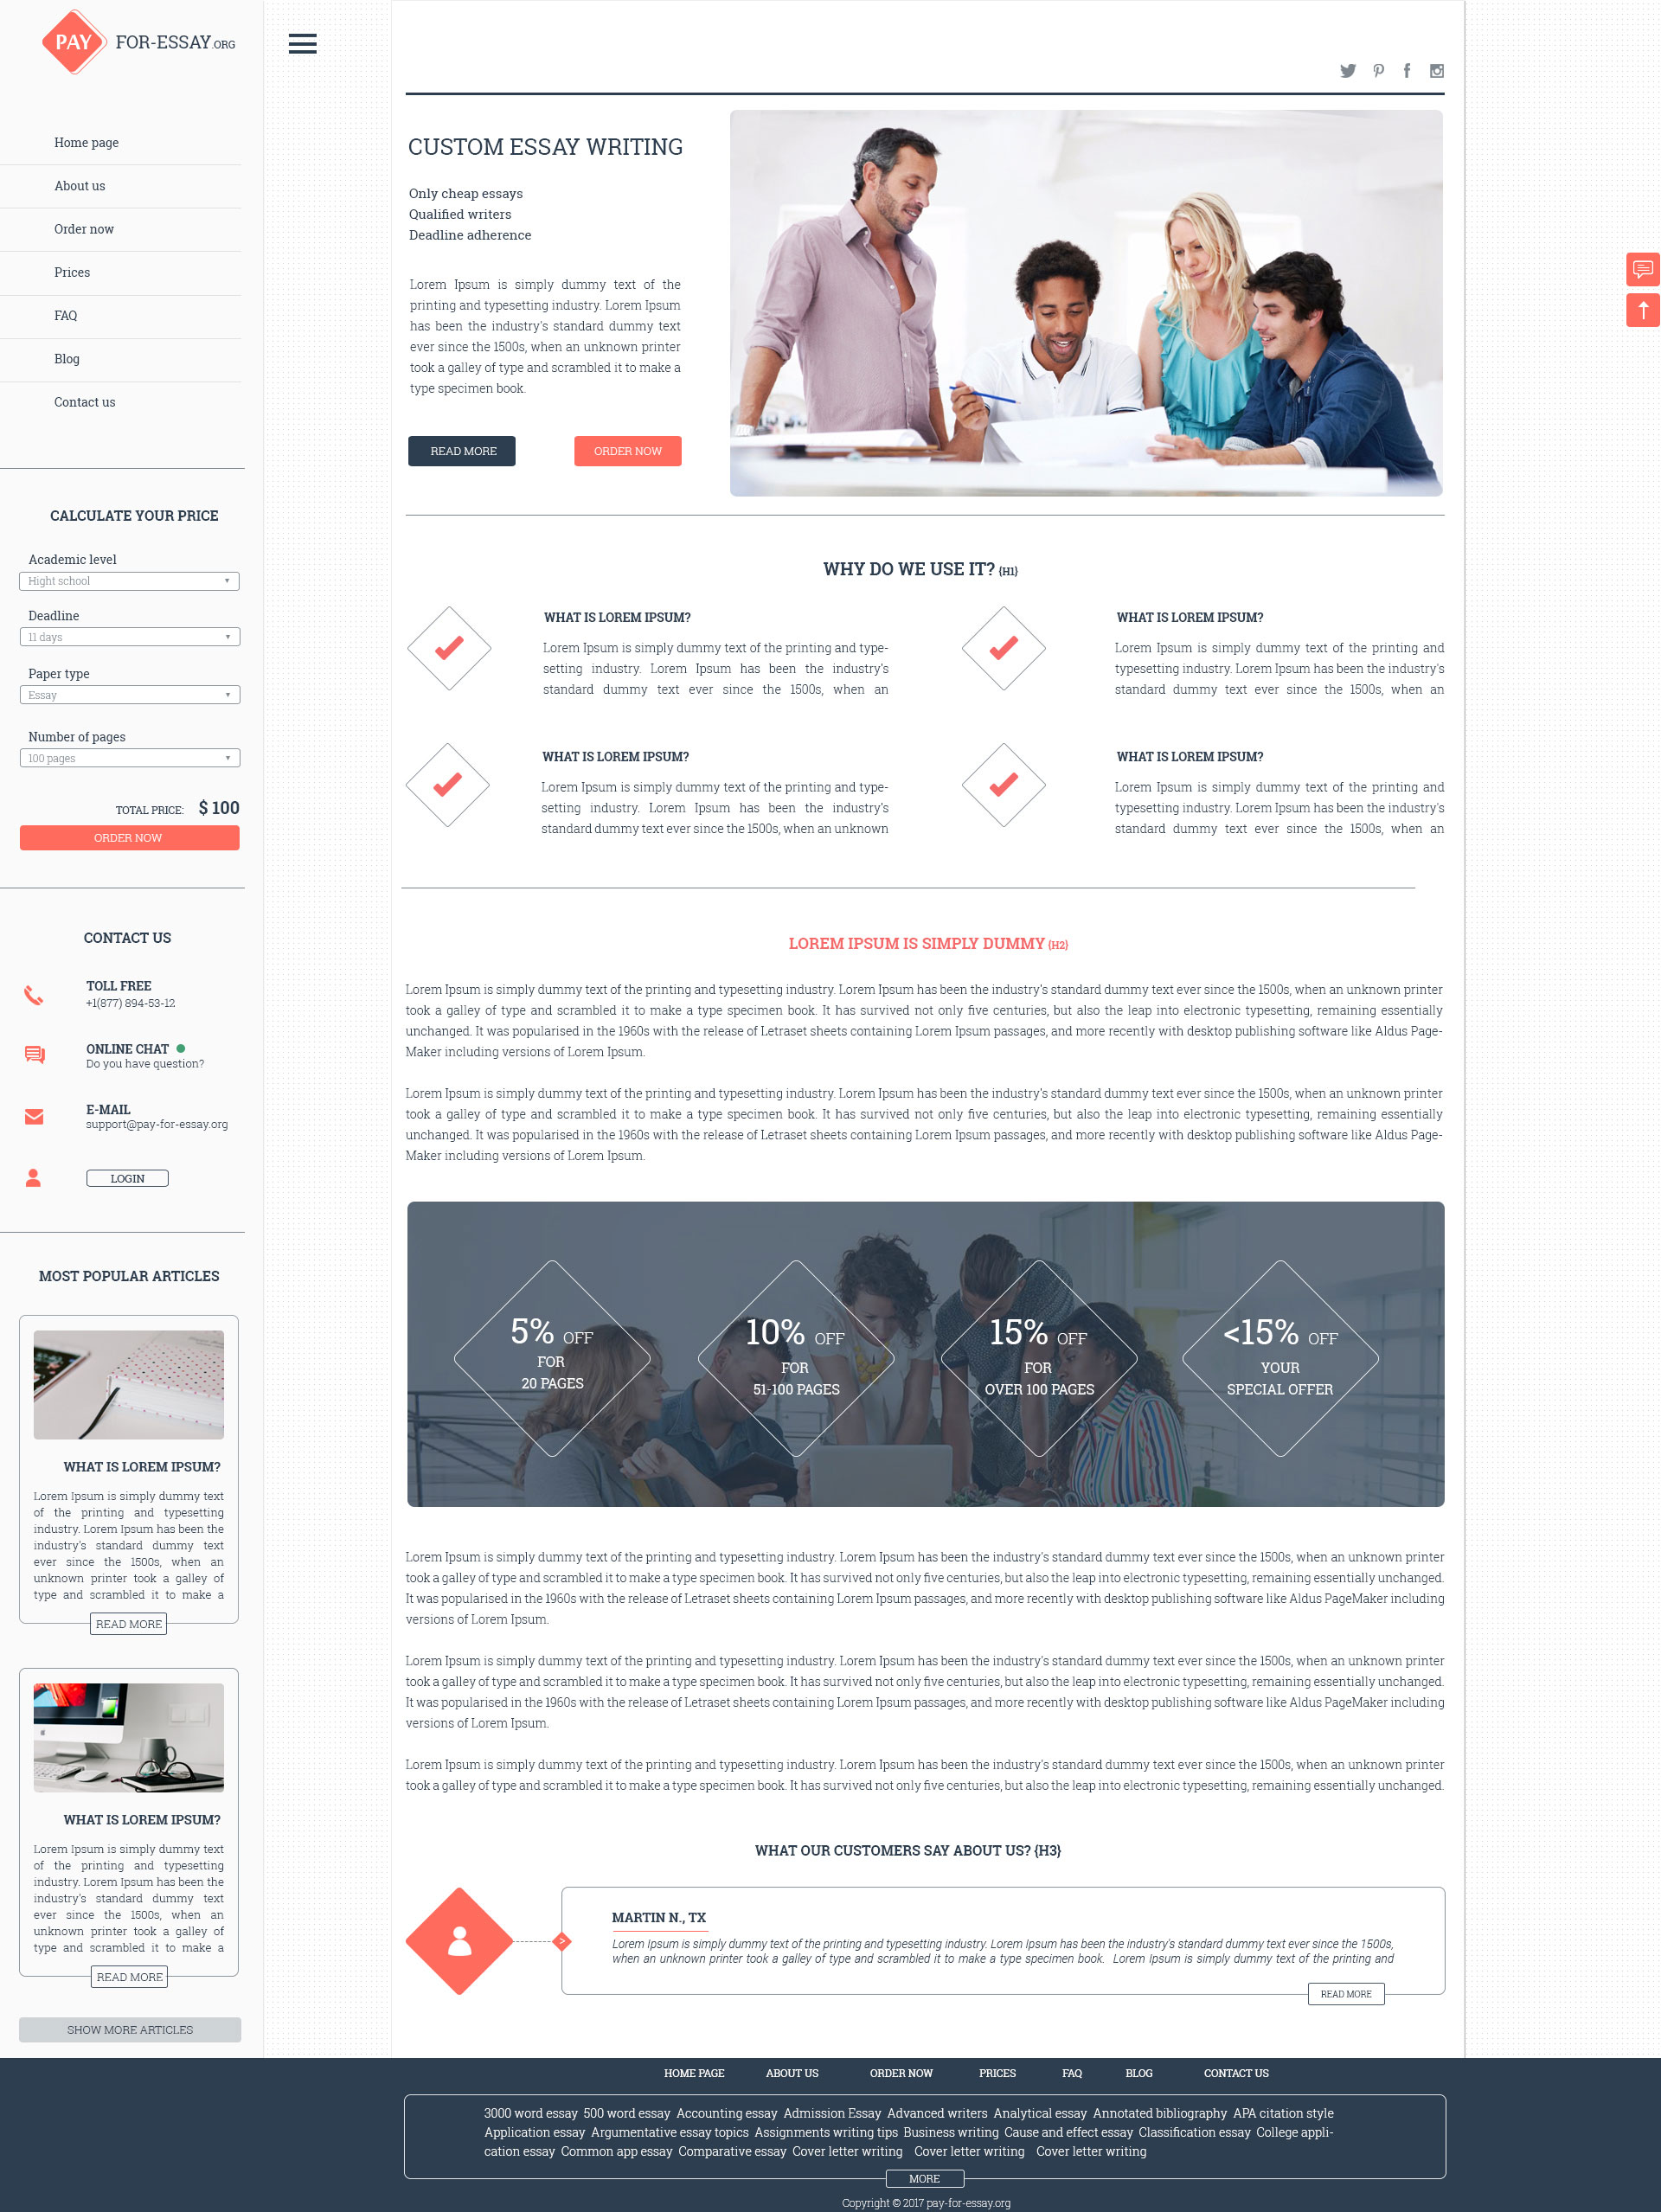 PAY FOR-ESSAY.ORG
Home page
About us
Order now
Prices
FAQ
Blog
Contact us
CALCULATE YOUR PRICE
Academic level
Hight school
Deadline
11 days
Paper type
Essay
Number of pages
100 pages
TOTAL PRICE: $ 100
ORDER NOW
CONTACT US
TOLL FREE
+1(877) 894-53-12
ONLINE CHAT
Do you have question?
E-MAIL
support@pay-for-essay.org
LOGIN
MOST POPULAR ARTICLES
WHAT IS LOREM IPSUM?
Lorem Ipsum is simply dummy text
of the printing and typesetting
industry. Lorem Ipsum has been the
industry's standard dummy text
ever since the 1500s, when an
unknown printer took a galley of
type and scrambled it to make a
READ MORE
WHAT IS LOREM IPSUM?
Lorem Ipsum is simply dummy text
of the printing and typesetting
industry. Lorem Ipsum has been the
industry's standard dummy text
ever since the 1500s, when an
unknown printer took a galley of
type and scrambled it to make a
READ MORE
SHOW MORE ARTICLES
CUSTOM ESSAY WRITING
Only cheap essays
Qualified writers
Deadline adherence
Lorem Ipsum is simply dummy text of the
printing and typesetting industry. Lorem Ipsum
has been the industry's standard dummy text
ever since the 1500s, when an unknown printer
took a galley of type and scrambled it to make a
type specimen book.
READ MORE
ORDER NOW
WHY DO WE USE IT? {H1}
WHAT IS LOREM IPSUM?
Lorem Ipsum is simply dummy text of the printing and type-
setting industry. Lorem Ipsum has been the industry's
standard dummy text ever since the 1500s, when an
WHAT IS LOREM IPSUM?
Lorem Ipsum is simply dummy text of the printing and
typesetting industry. Lorem Ipsum has been the industry's
standard dummy text ever since the 1500s, when an
WHAT IS LOREM IPSUM?
Lorem Ipsum is simply dummy text of the printing and type-
setting industry. Lorem Ipsum has been the industry's
standard dummy text ever since the 1500s, when an unknown
WHAT IS LOREM IPSUM?
Lorem Ipsum is simply dummy text of the printing and
typesetting industry. Lorem Ipsum has been the industry's
standard dummy text ever since the 1500s, when an
LOREM IPSUM IS SIMPLY DUMMY {H2}
Lorem Ipsum is simply dummy text of the printing and typesetting industry. Lorem Ipsum has been the industry's standard dummy text ever since the 1500s, when an unknown printer
took a galley of type and scrambled it to make a type specimen book. It has survived not only five centuries, but also the leap into electronic typesetting, remaining essentially
unchanged. It was popularised in the 1960s with the release of Letraset sheets containing Lorem Ipsum passages, and more recently with desktop publishing software like Aldus Page-
Maker including versions of Lorem Ipsum.
Lorem Ipsum is simply dummy text of the printing and typesetting industry. Lorem Ipsum has been the industry's standard dummy text ever since the 1500s, when an unknown printer
took a galley of type and scrambled it to make a type specimen book. It has survived not only five centuries, but also the leap into electronic typesetting, remaining essentially
unchanged. It was popularised in the 1960s with the release of Letraset sheets containing Lorem Ipsum passages, and more recently with desktop publishing software like Aldus Page-
Maker including versions of Lorem Ipsum.
5% OFF
FOR
20 PAGES
10% OFF
FOR
51-100 PAGES
15% OFF
FOR
OVER 100 PAGES
<15% OFF
YOUR
SPECIAL OFFER
Lorem Ipsum is simply dummy text of the printing and typesetting industry. Lorem Ipsum has been the industry's standard dummy text ever since the 1500s, when an unknown printer
took a galley of type and scrambled it to make a type specimen book. It has survived not only five centuries, but also the leap into electronic typesetting, remaining essentially unchanged.
It was popularised in the 1960s with the release of Letraset sheets containing Lorem Ipsum passages, and more recently with desktop publishing software like Aldus PageMaker including
versions of Lorem Ipsum.
Lorem Ipsum is simply dummy text of the printing and typesetting industry. Lorem Ipsum has been the industry's standard dummy text ever since the 1500s, when an unknown printer
took a galley of type and scrambled it to make a type specimen book. It has survived not only five centuries, but also the leap into electronic typesetting, remaining essentially unchanged.
It was popularised in the 1960s with the release of Letraset sheets containing Lorem Ipsum passages, and more recently with desktop publishing software like Aldus PageMaker including
versions of Lorem Ipsum.
Lorem Ipsum is simply dummy text of the printing and typesetting industry. Lorem Ipsum has been the industry's standard dummy text ever since the 1500s, when an unknown printer
took a galley of type and scrambled it to make a type specimen book. It has survived not only five centuries, but also the leap into electronic typesetting, remaining essentially unchanged.
WHAT OUR CUSTOMERS SAY ABOUT US? {H3}
>
MARTIN N., TX
Lorem Ipsum is simply dummy text of the printing and typesetting industry. Lorem Ipsum has been the industry's standard dummy text ever since the 1500s,
when an unknown printer took a galley of type and scrambled it to make a type specimen book. Lorem Ipsum is simply dummy text of the printing and
READ MORE
HOME PAGE ABOUT US ORDER NOW PRICES FAQ BLOG CONTACT US
3000 word essay 500 word essay Accounting essay Admission Essay Advanced writers Analytical essay Annotated bibliography APA citation style
Application essay Argumentative essay topics Assignments writing tips Business writing Cause and effect essay Classification essay College appli-
cation essay Common app essay Comparative essay Cover letter writing Cover letter writing Cover letter writing
MORE
Copyright © 2017 pay-for-essay.org